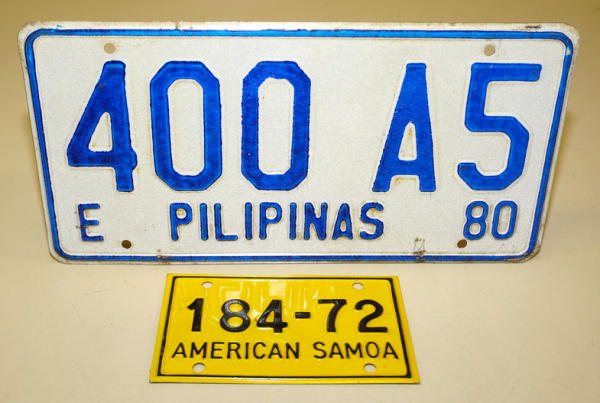 400 A5
E PILIPINAS 80
184-72
AMERICAN SAMOA